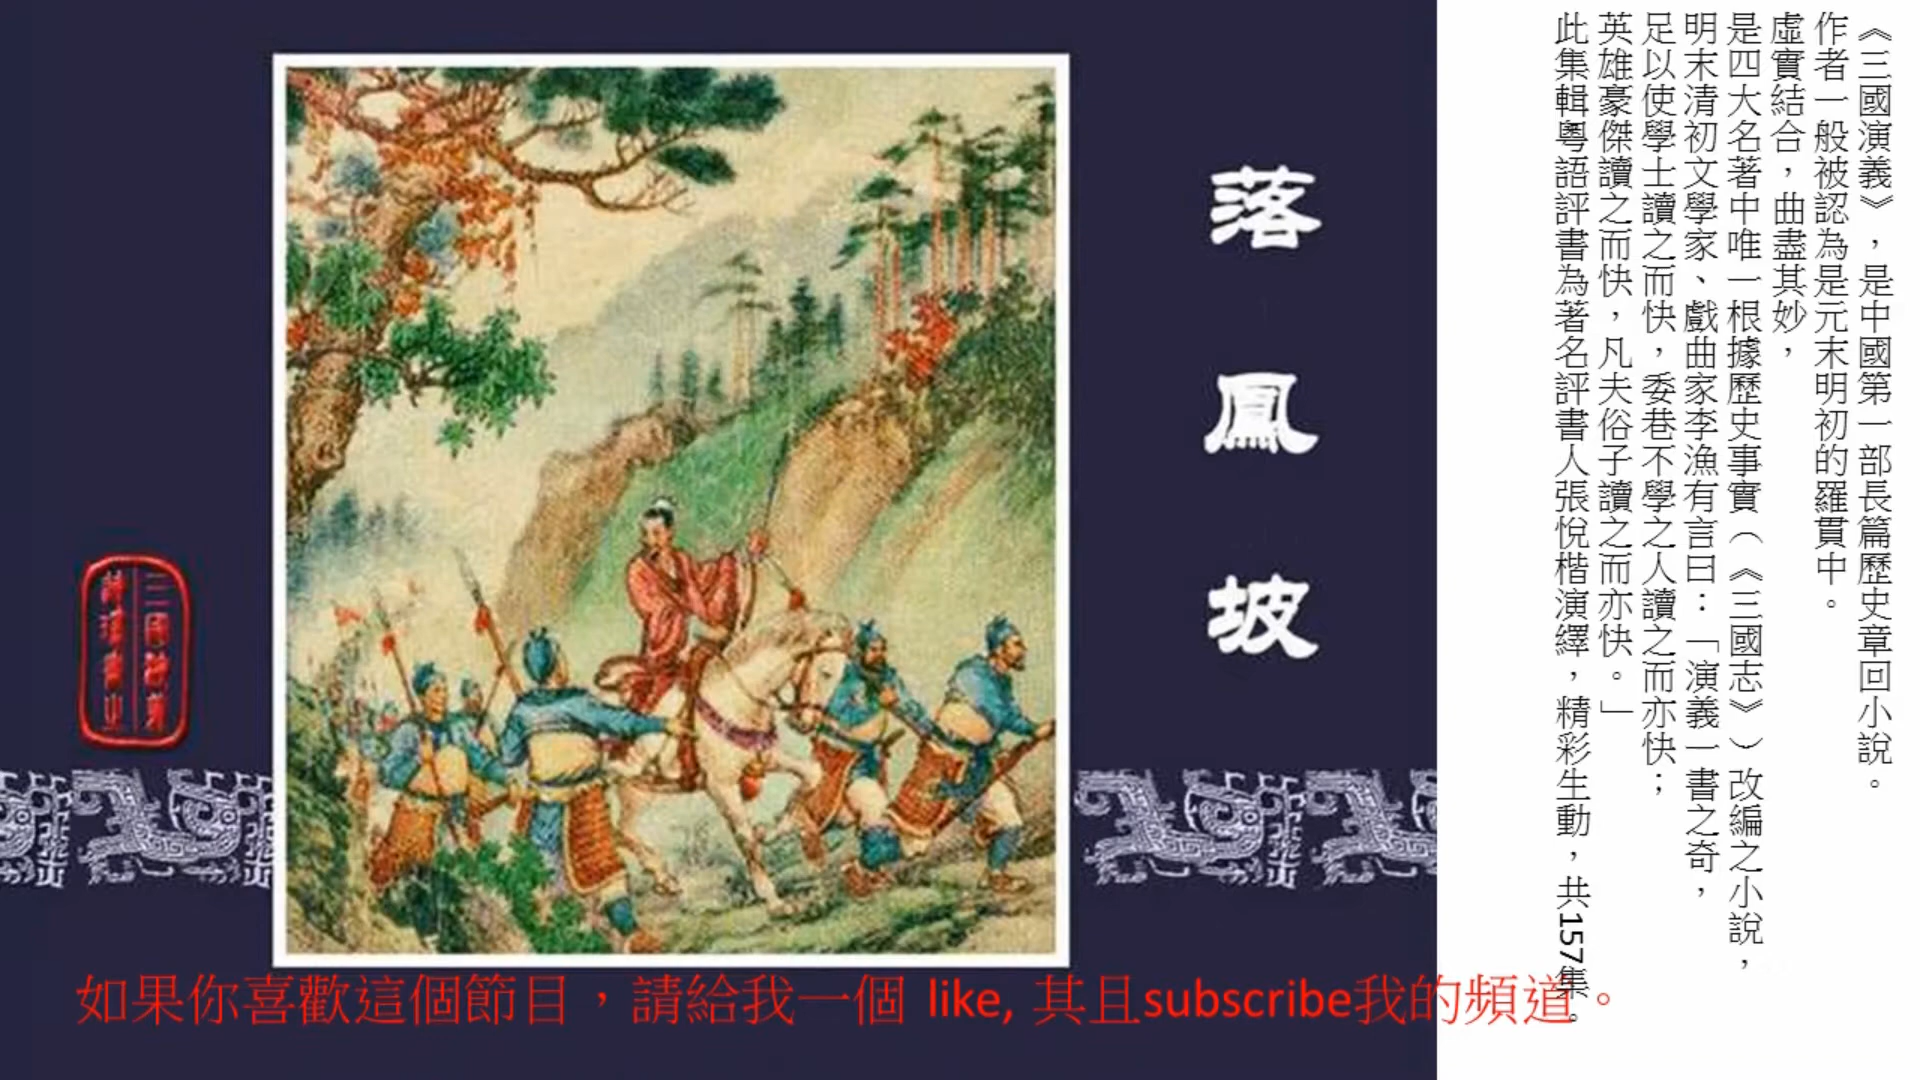 《三國演義》，是中國第一部長篇歷史章回小說。
作者一般被認為是元末明初的羅貫中。
虛實結合，曲盡其妙，
是四大名著中唯一根據歷史事實（《三國志》）改編之小說，
明末清初文學家、戲曲家李漁有言曰：「演義一書之奇，
足以使學士讀之而快，委巷不學之人讀之而亦快；
英雄豪傑讀之而快，凡夫俗子讀之而亦快。」
此集輯粵語評書為著名評書人張悅楷演繹，精彩生動，共157集。
落鳳坡
如果你喜歡這個節目，請給我一個 like, 其且subscribe我的頻道。